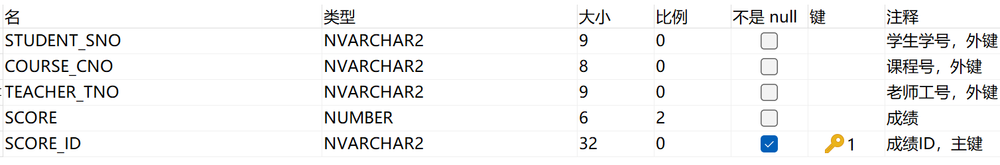 名 类型 大小 比例 不是 null 键 注释
STUDENT_SNO NVARCHAR2 9 0 学生学号，外键
COURSE_CNO NVARCHAR2 8 0 课程号，外键
TEACHER_TNO NVARCHAR2 9 0 老师工号，外键
SCORE NUMBER 6 2 成绩
SCORE_ID NVARCHAR2 32 0 1 成绩ID，主键